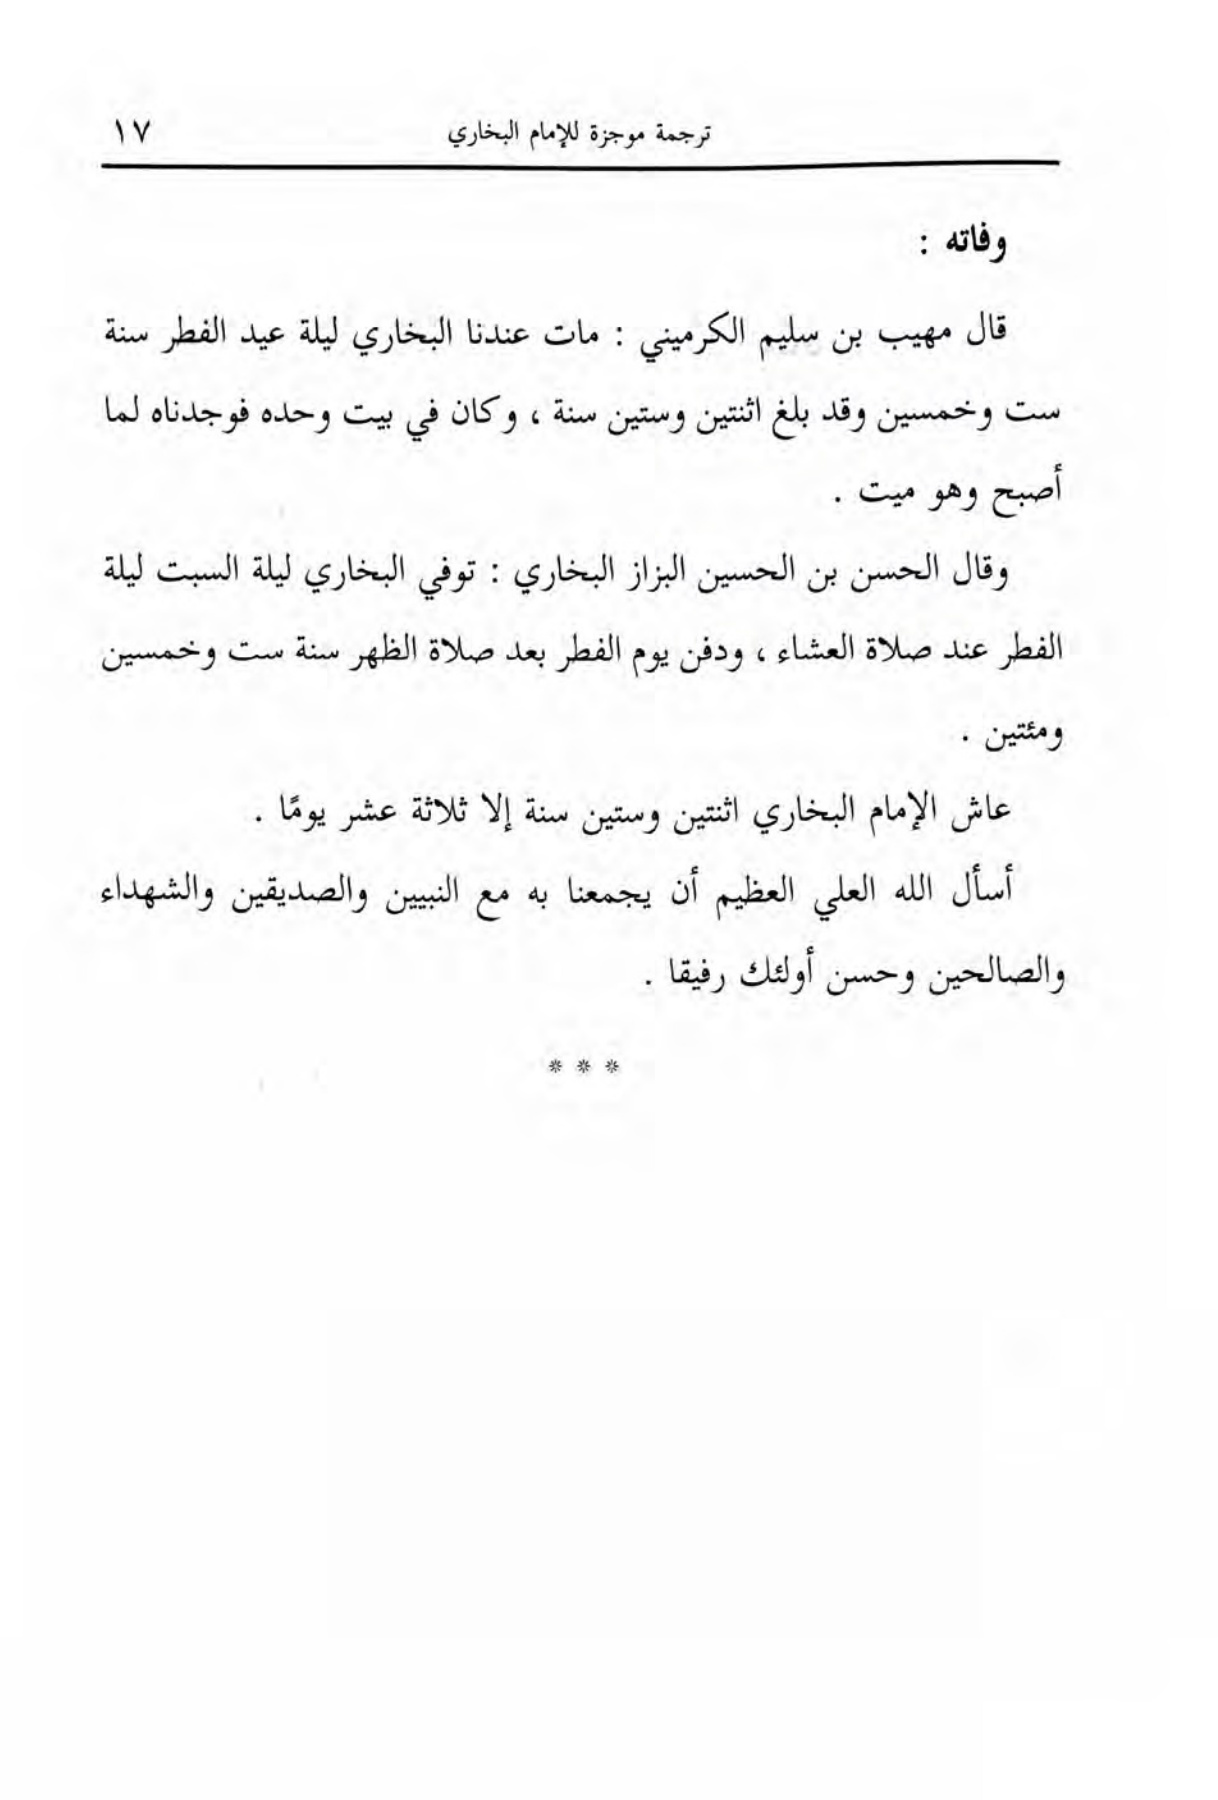 ترجمة موجزة للإمام البخاري ١٧
وفاته :
قال مهيب بن سليم الكرميني : مات عندنا البخاري ليلة عيد الفطر سنة
ست وخمسين وقد بلغ اثنتين وستين سنة ، وكان في بيت وحده فوجدناه لما
أصبح وهو ميت .
وقال الحسن بن الحسين البزاز البخاري : توفي البخاري ليلة السبت ليلة
الفطر عند صلاة العشاء ، ودفن يوم الفطر بعد صلاة الظهر سنة ست وخمسين
ومئتين .
عاش الإمام البخاري اثنتين وستين سنة إلا ثلاثة عشر يومًا .
أسأل الله العلي العظيم أن يجمعنا به مع النبيين والصديقين والشهداء
والصالحين وحسن أولئك رفيقا .
* * *